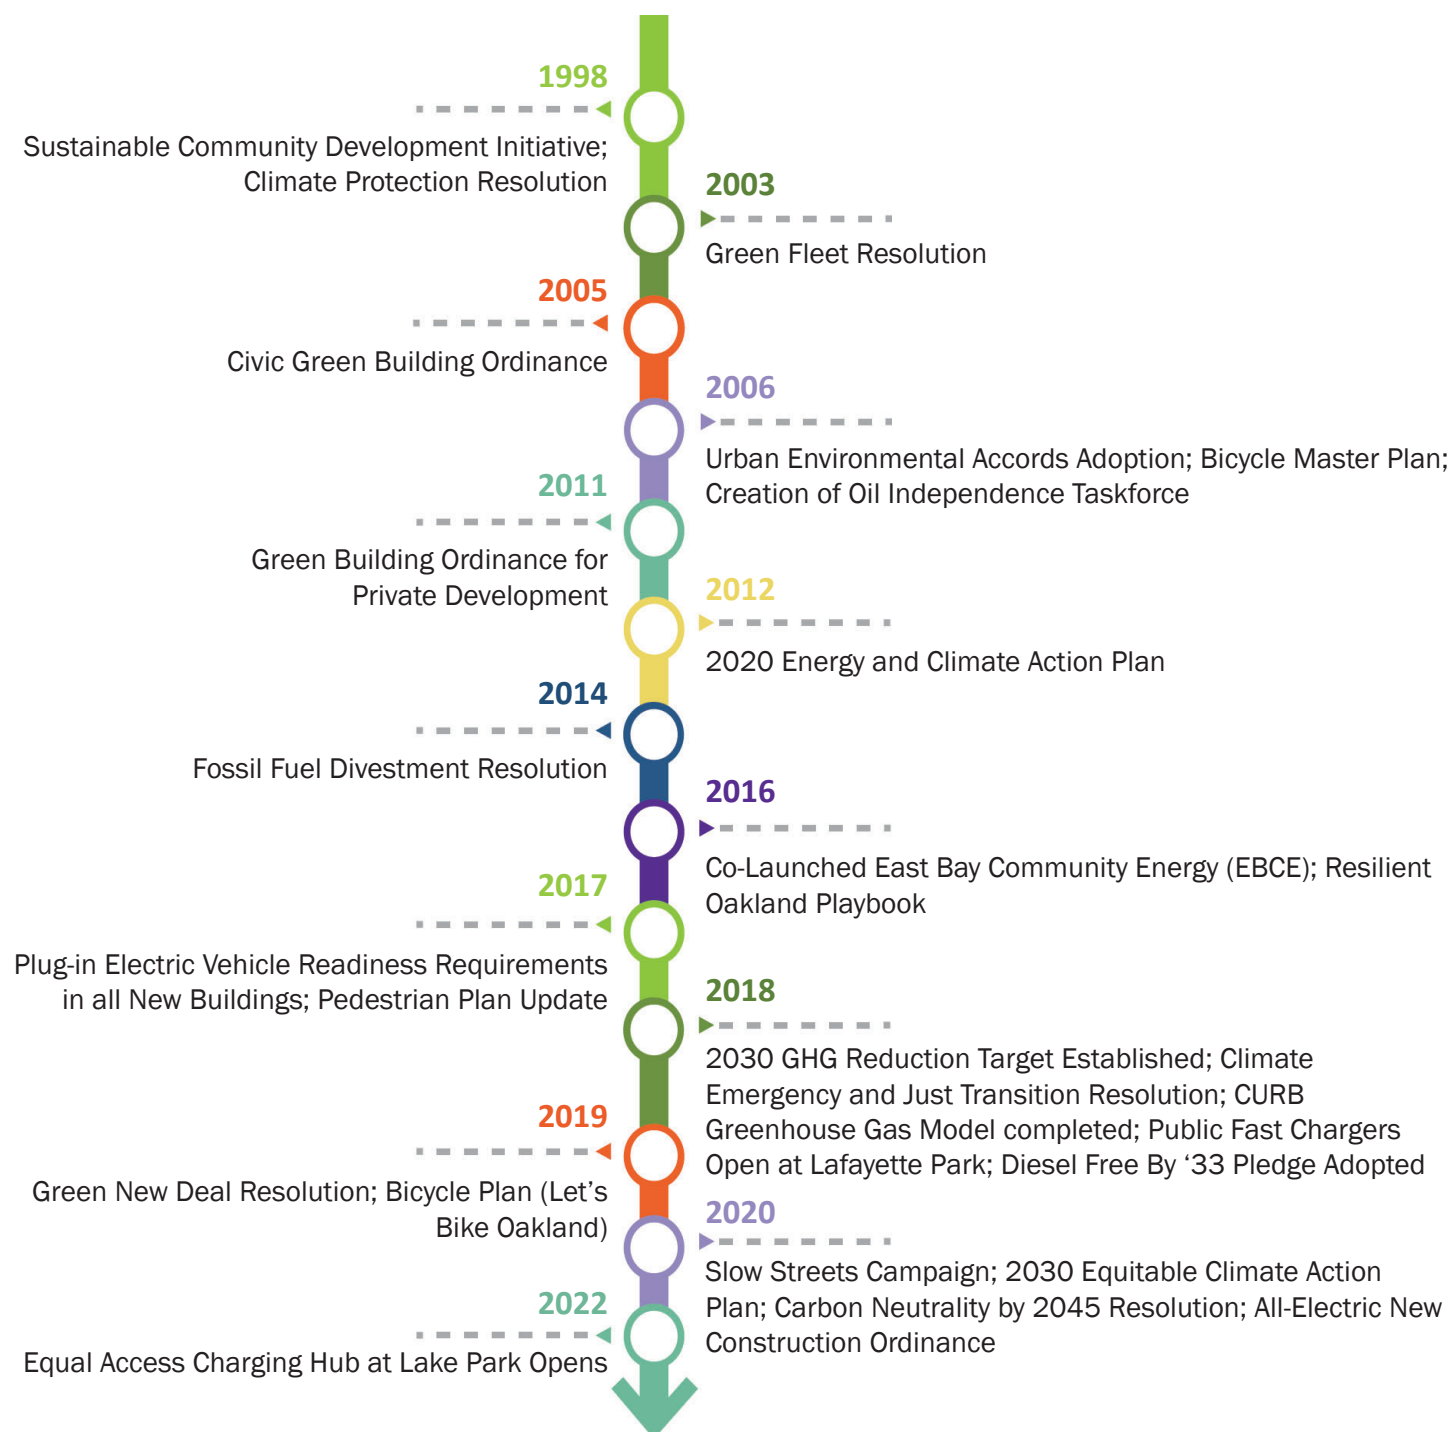 1998
Sustainable Community Development Initiative;
Climate Protection Resolution
2003
Green Fleet Resolution
2005
Civic Green Building Ordinance
2006
Urban Environmental Accords Adoption; Bicycle Master Plan;
Creation of Oil Independence Taskforce
2011
Green Building Ordinance for
Private Development
2012
2020 Energy and Climate Action Plan
2014
Fossil Fuel Divestment Resolution
2016
Co-Launched East Bay Community Energy (EBCE); Resilient
Oakland Playbook
2017
Plug-in Electric Vehicle Readiness Requirements
in all New Buildings; Pedestrian Plan Update
2018
2030 GHG Reduction Target Established; Climate
Emergency and Just Transition Resolution; CURB
Greenhouse Gas Model completed; Public Fast Chargers
Open at Lafayette Park; Diesel Free By ‘33 Pledge Adopted
2019
Green New Deal Resolution; Bicycle Plan (Let’s
Bike Oakland)
2020
Slow Streets Campaign; 2030 Equitable Climate Action
Plan; Carbon Neutrality by 2045 Resolution; All-Electric New
Construction Ordinance
2022
Equal Access Charging Hub at Lake Park Opens